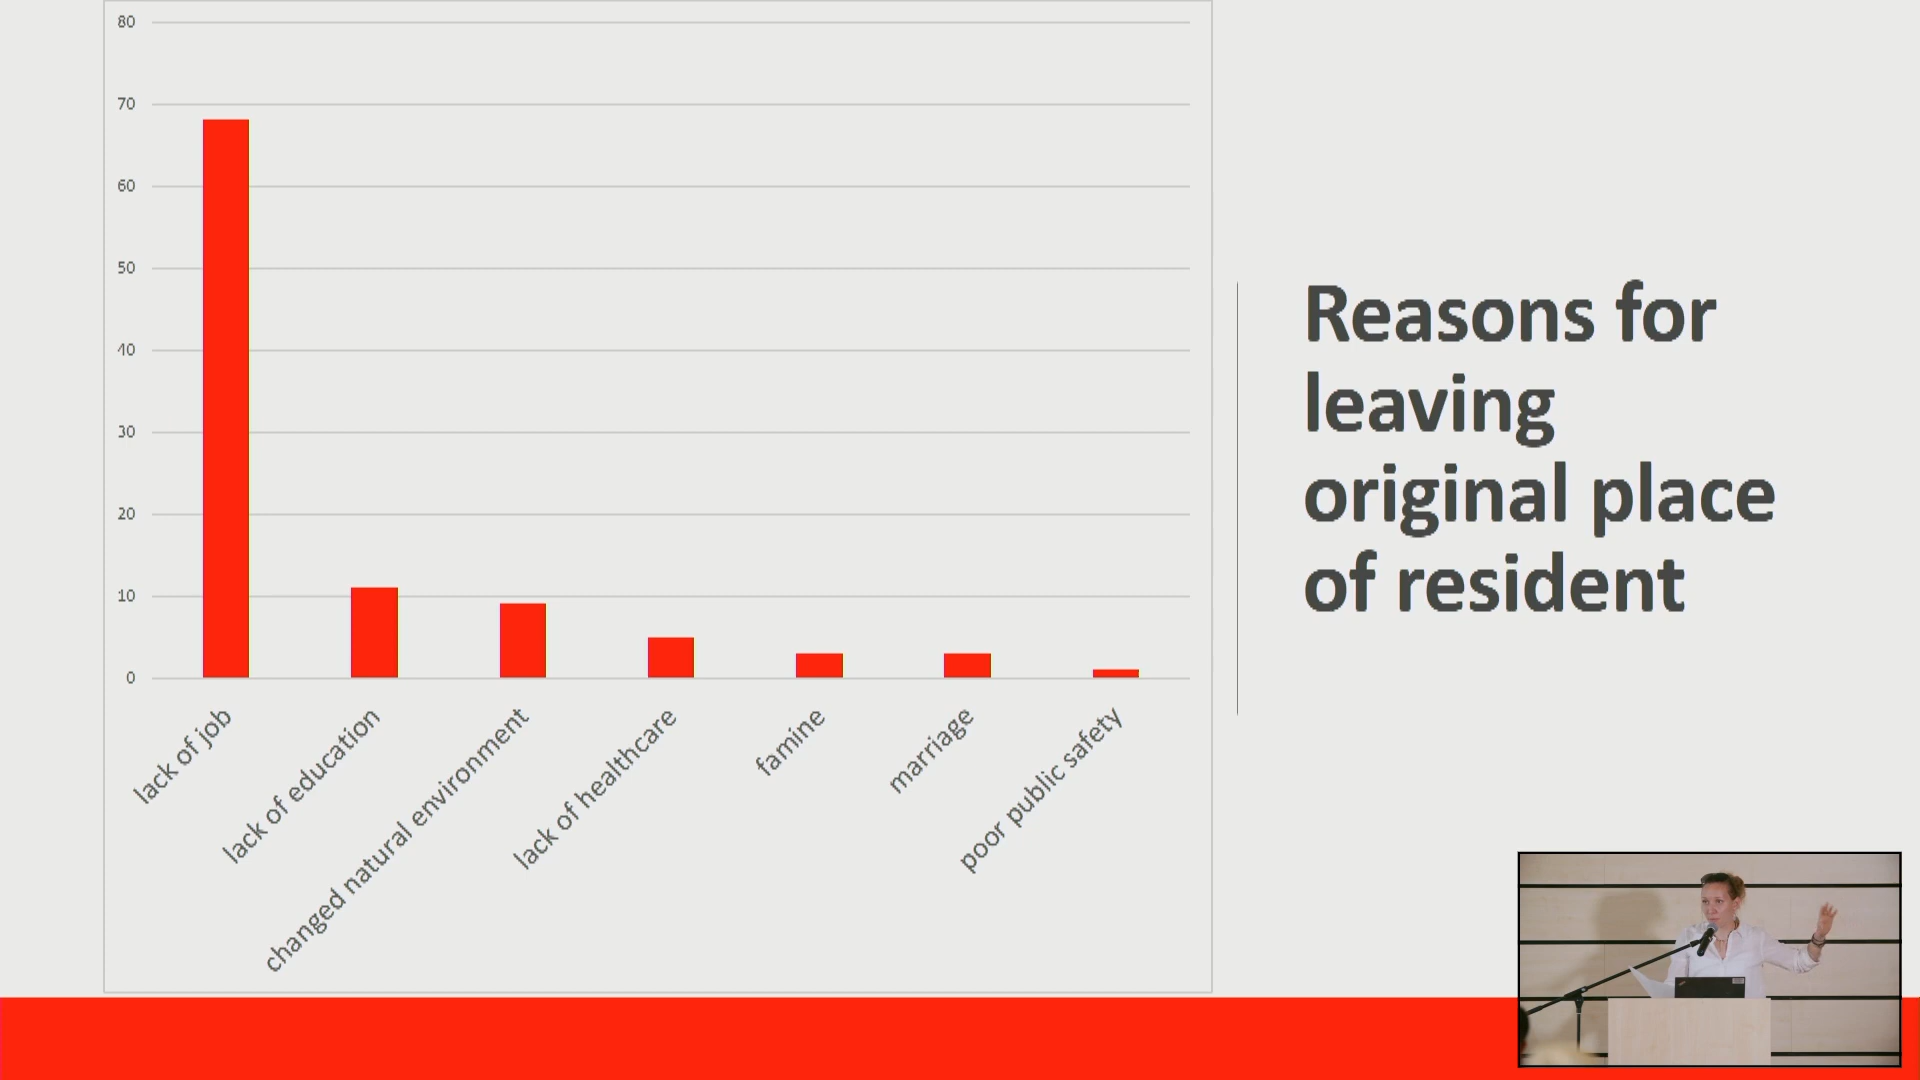 80
70
60
50
40
30
20
10
0
lack of job
lack of education
changed natural environment
lack of healthcare
famine
marriage
poor public safety
Reasons for
leaving
original place
of resident